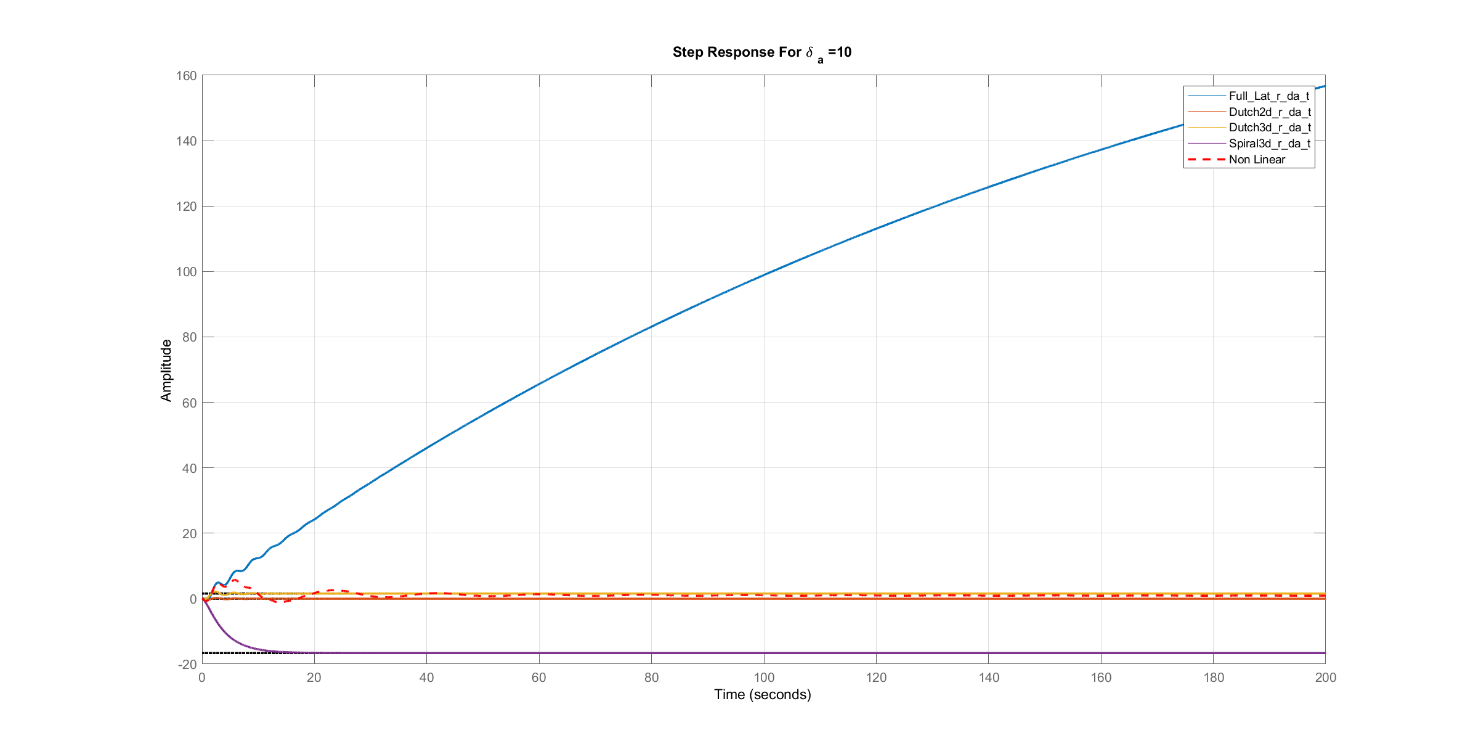 Step Response For δ a =10
160
140
120
100
80
60
40
20
0
-20
Amplitude
Full_Lat_r_da_t
Dutch2d_r_da_t
Dutch3d_r_da_t
Spiral3d_r_da_t
Non Linear
0 20 40 60 80 100 120 140 160 180 200
Time (seconds)